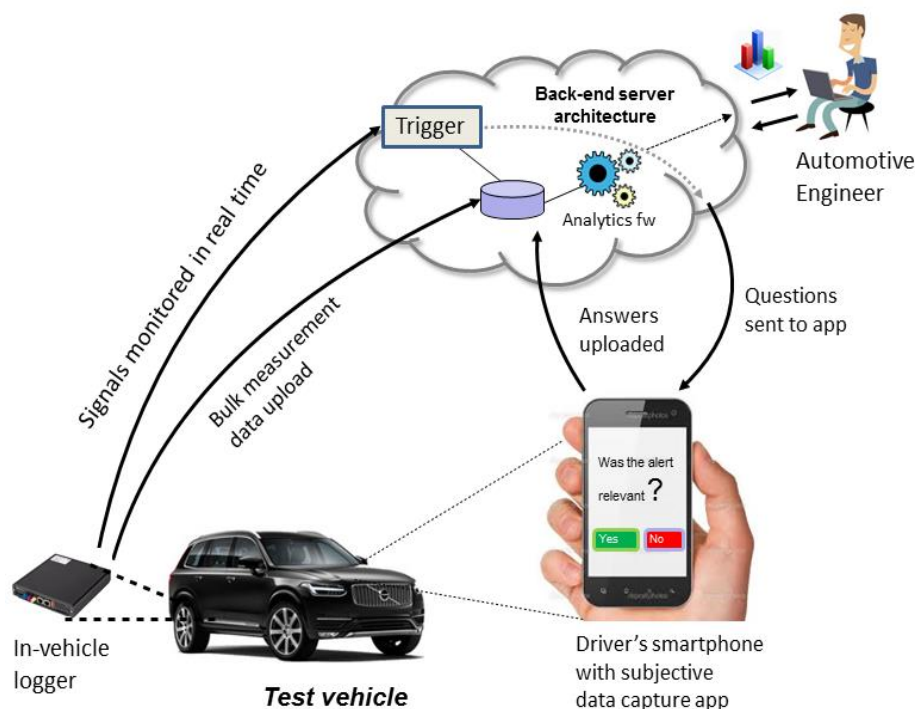 Back-end server
architecture
Trigger
Analytics fw
Automotive
Engineer
Signals monitored in real time
Bulk measurement
data upload
Answers
uploaded
Questions
sent to app
Was the alert
relevant ?
Yes
No
In-vehicle
logger
Test vehicle
Driver's smartphone
with subjective
data capture app